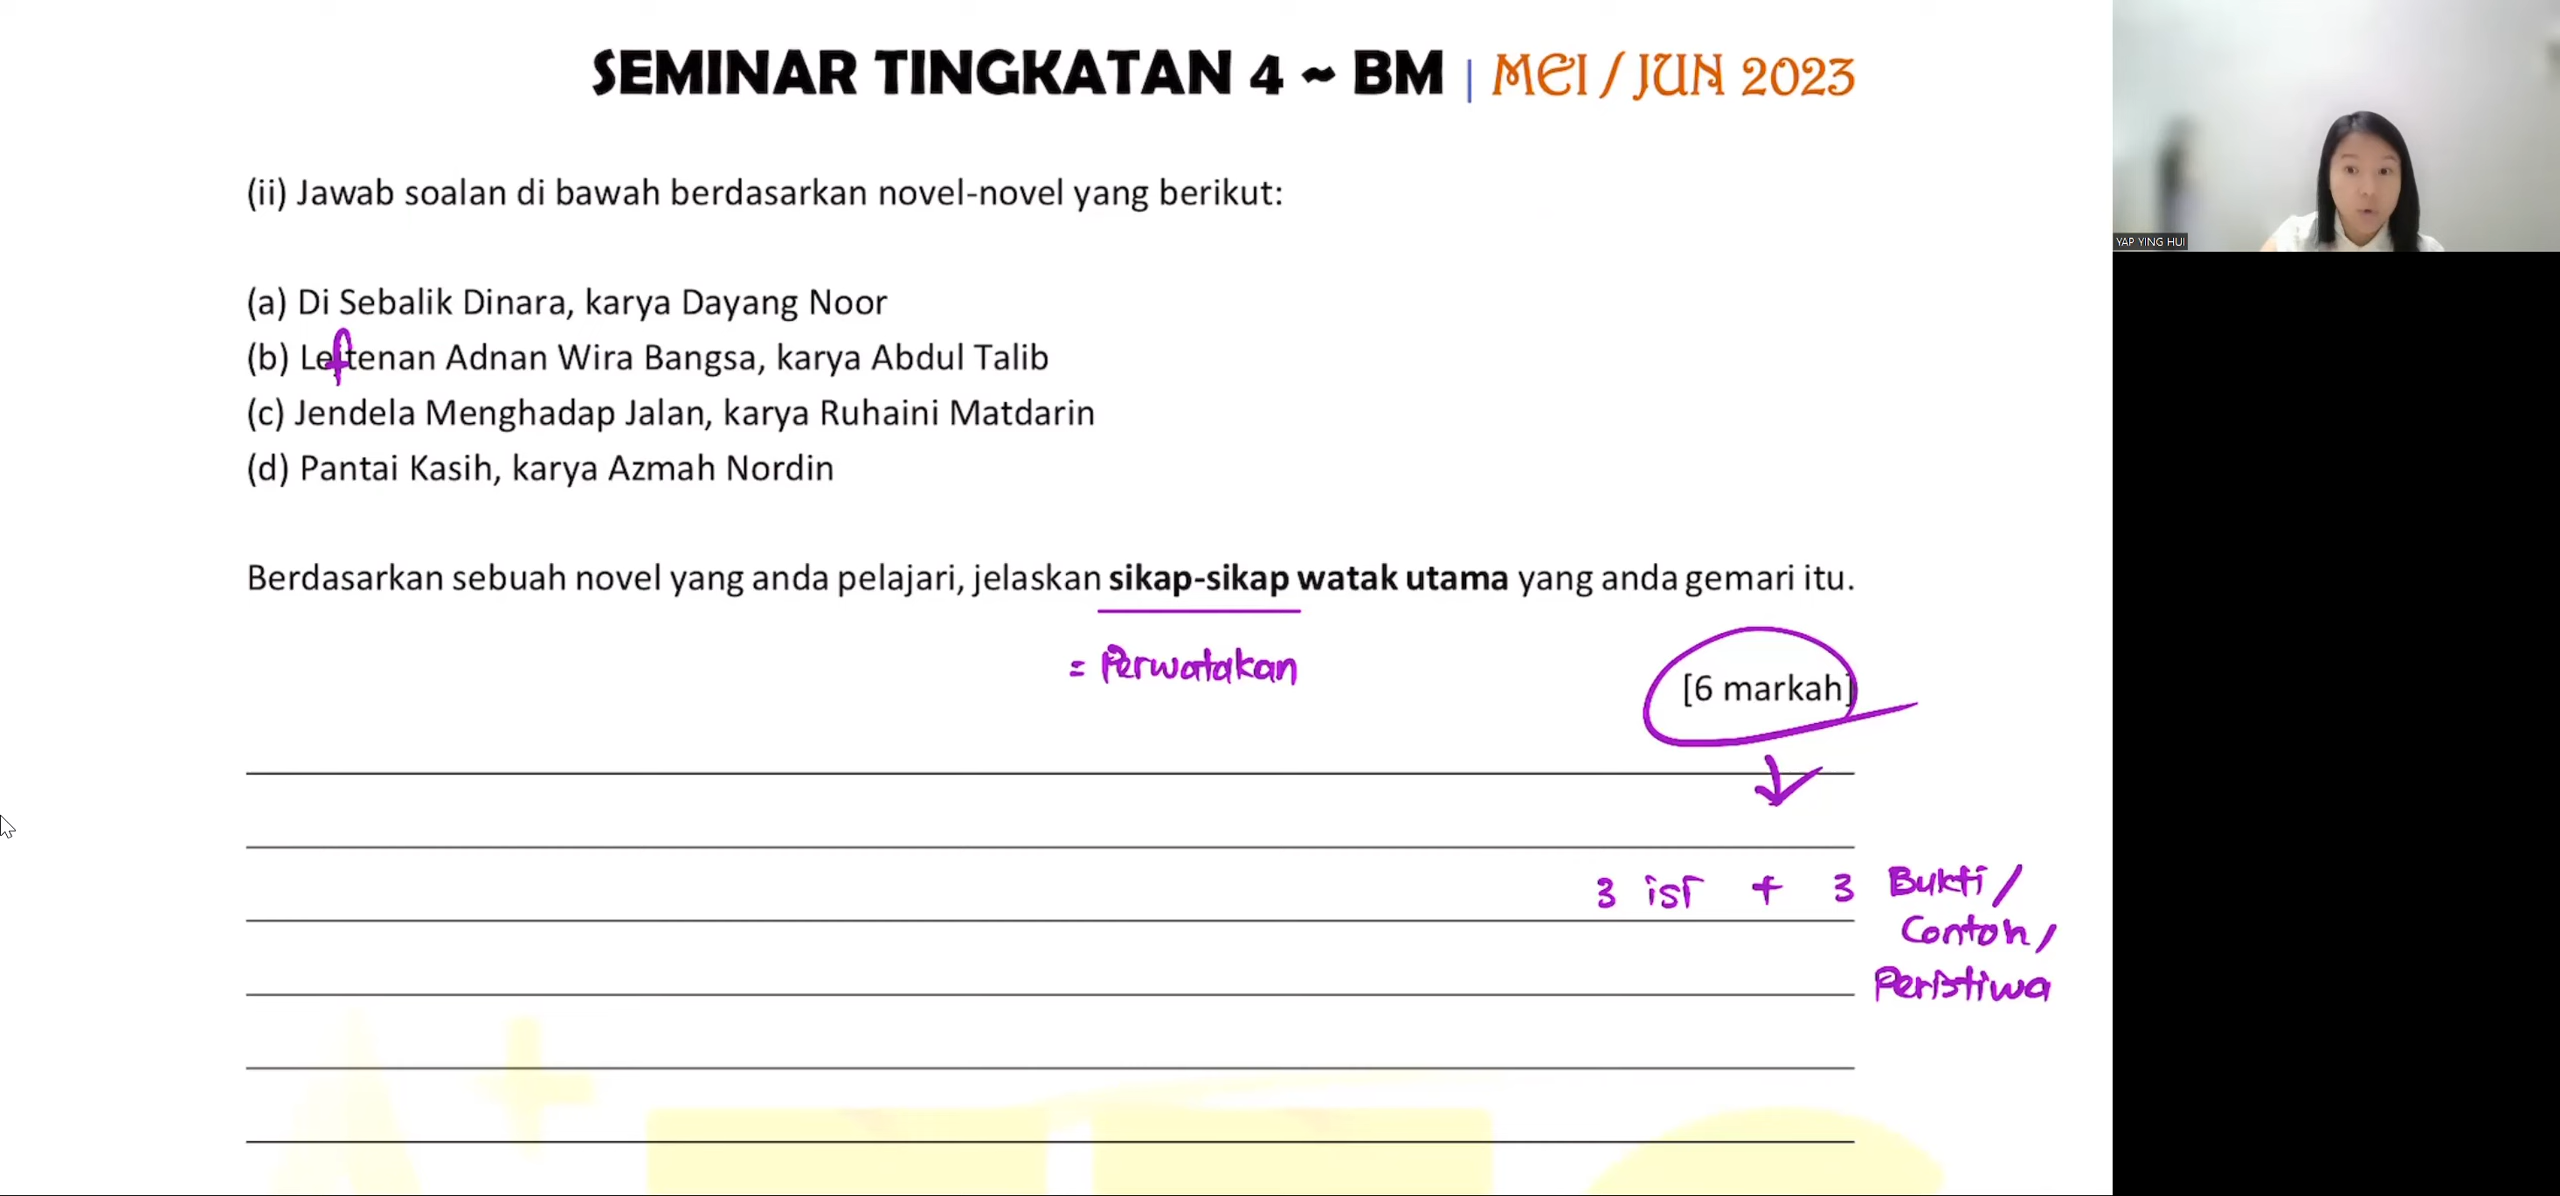 SEMINAR TINGKATAN 4 ~ BM | MEI / JUN 2023
YAP YING HUI
(ii) Jawab soalan di bawah berdasarkan novel-novel yang berikut:
(a) Di Sebalik Dinara, karya Dayang Noor
(b) Leftenan Adnan Wira Bangsa, karya Abdul Talib
(c) Jendela Menghadap Jalan, karya Ruhaini Matdarin
(d) Pantai Kasih, karya Azmah Nordin
Berdasarkan sebuah novel yang anda pelajari, jelaskan sikap-sikap watak utama yang anda gemari itu.
= Perwatakan
[6 markah]
3 isi + 3 Bukti /
Contoh /
Peristiwa
A+